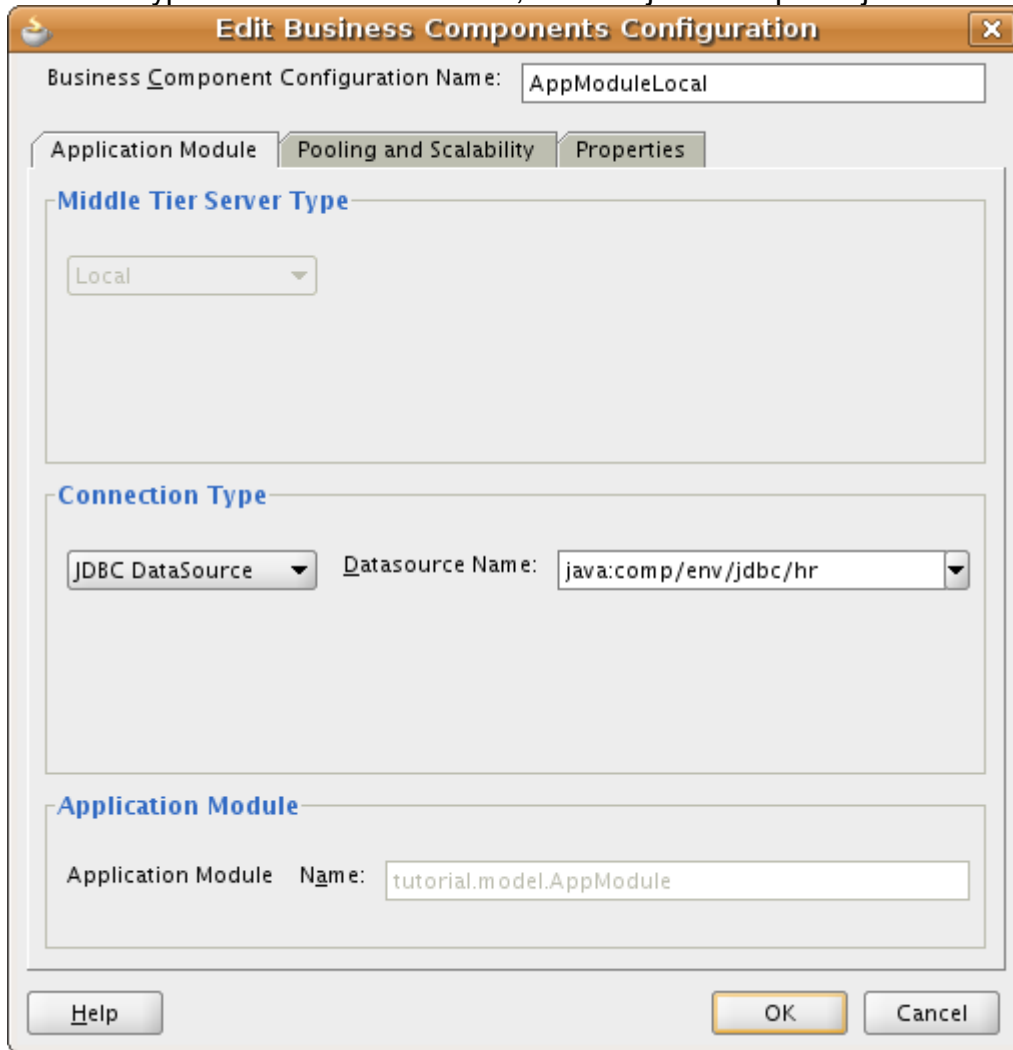 Edit Business Components Configuration
Business Component Configuration Name: AppModuleLocal
Application Module Pooling and Scalability Properties
Middle Tier Server Type
Local
Connection Type
JDBC DataSource Datasource Name: java:comp/env/jdbc/hr
Application Module
Application Module Name: tutorial.model.AppModule
Help OK Cancel